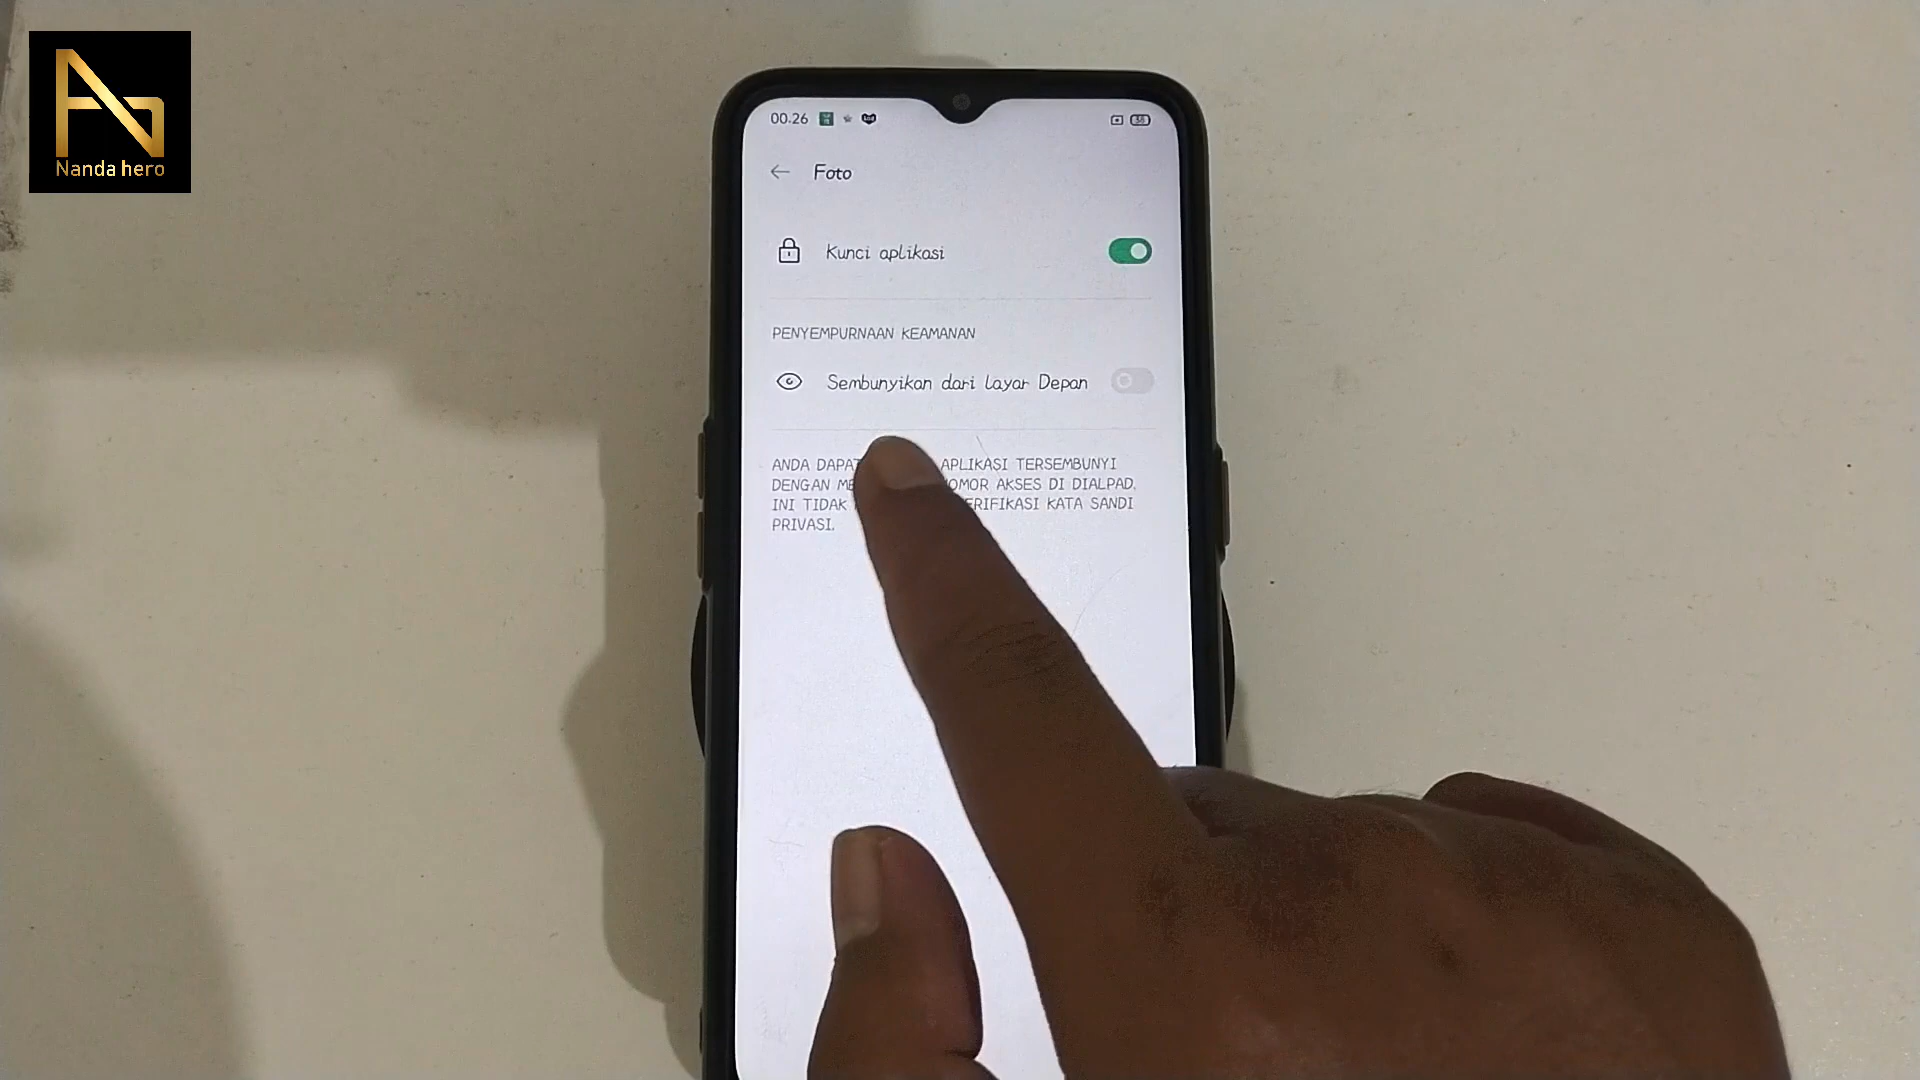 Nanda hero
00.26
Foto
Kunci aplikasi
PENYEMPURNAAN KEAMANAN
Sembunyikan dari Layar Depan
ANDA DAPAT APLIKASI TERSEMBUNYI
DENGAN OMOR AKSES DI DIALPAD,
INI TIDAK ERIFIKASI KATA SANDI
PRIVASI.